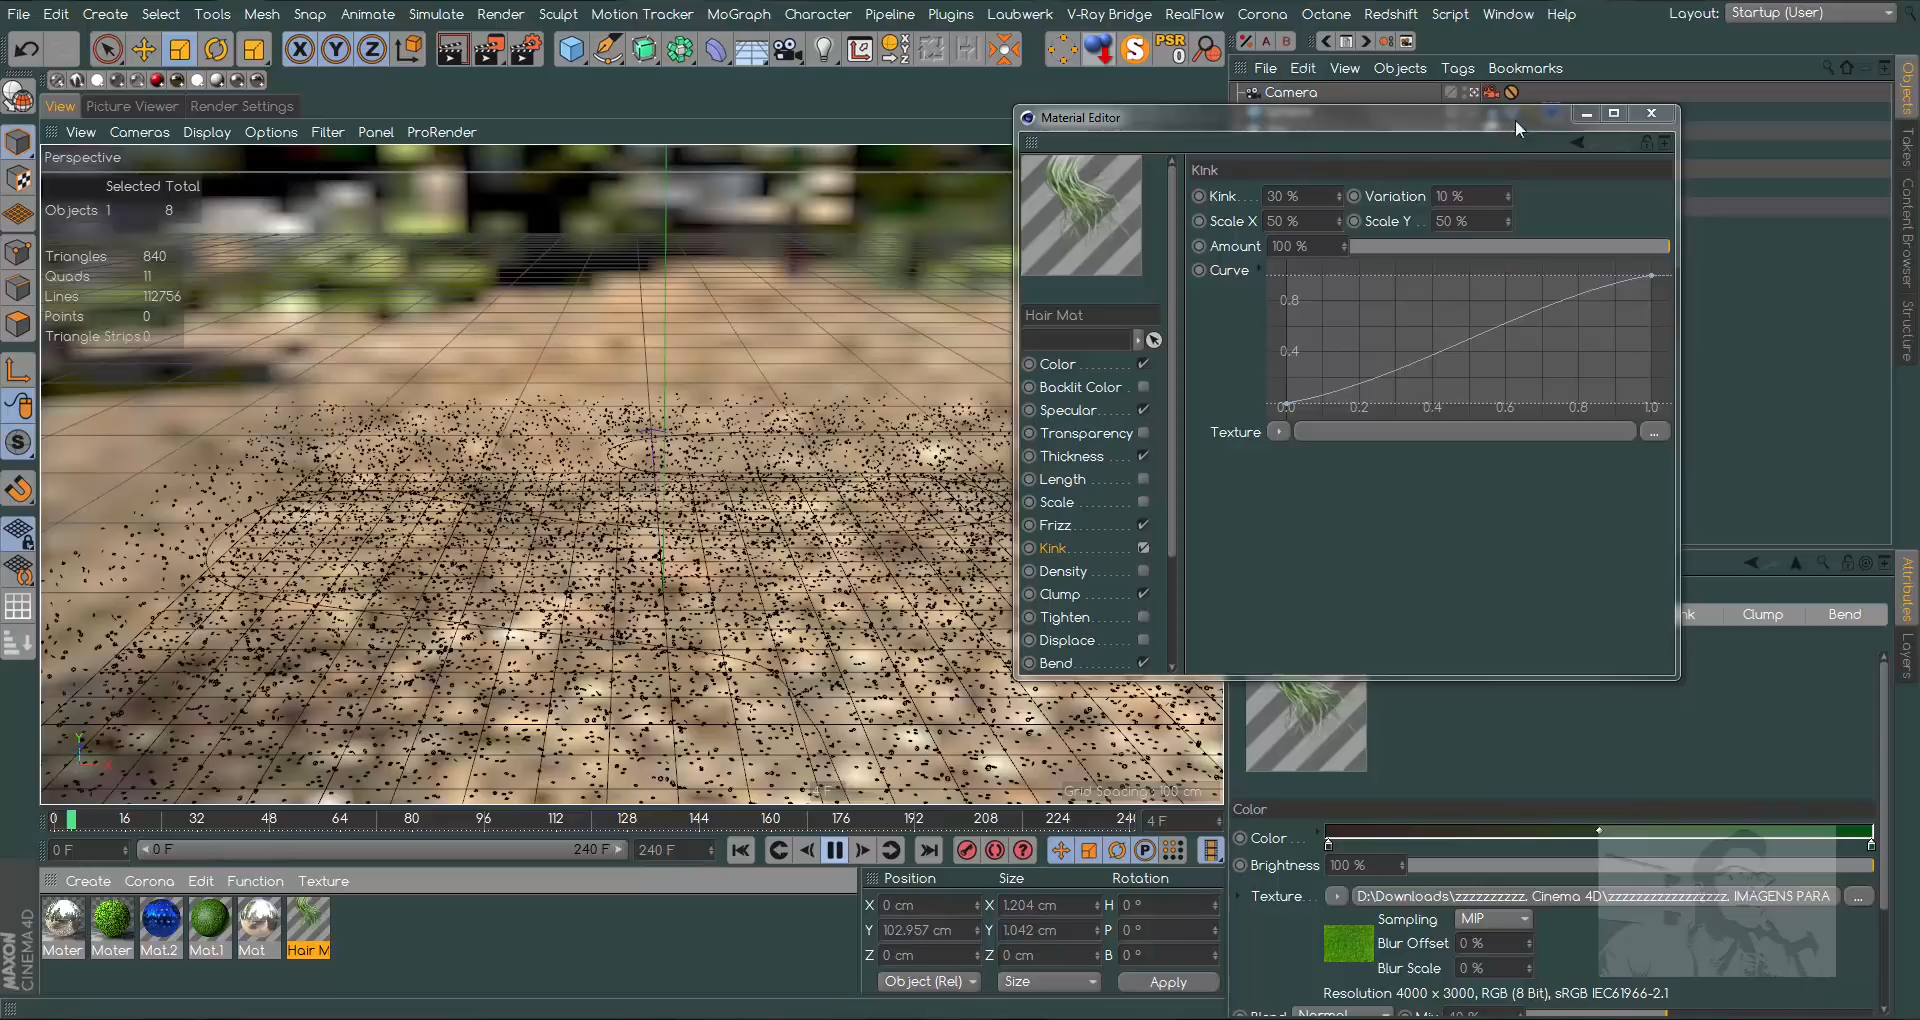 File Edit Create Select Tools Mesh Snap Animate Simulate Render Sculpt Motion Tracker MoGraph Character Pipeline Plugins Laubwerk V-Ray Bridge RealFlow Corona Octane Redshift Script Window Help Layout: Startup (User)
X Y Z PSR 0 A B
File Edit View Objects Tags Bookmarks
Camera
View Picture Viewer Render Settings
View Cameras Display Options Filter Panel ProRender
Perspective
Selected Total
Objects 1 8
Triangles 840
Quads 11
Lines 112756
Points 0
Triangle Strips 0
Y
X
4 F
Grid Spacing : 100 cm
Material Editor
Hair Mat
Color
Backlit Color
Specular
Transparency
Thickness
Length
Scale
Frizz
Kink
Density
Clump
Tighten
Displace
Bend
Kink
Kink 30 % Variation 10 %
Scale X 50 % Scale Y 50 %
Amount 100 %
Curve
0.8
0.4
0.0 0.2 0.4 0.6 0.8 1.0
Texture ...
Objects
Takes
Content Browser
Structure
Attributes
Layers
nk Clump Bend
Color
Color
Brightness 100 %
Texture... D:\Downloads\zzzzzzzzzzz. Cinema 4D\zzzzzzzzzzzzzzzzzz. IMAGENS PARA ...
Sampling MIP
Blur Offset 0 %
Blur Scale 0 %
Resolution 4000 x 3000, RGB (8 Bit), sRGB IEC61966-2.1
Normal
0 16 32 48 64 80 96 112 128 144 160 176 192 208 224 24 4 F
0 F 0 F 240 F 240 F
Create Corona Edit Function Texture
Mater Mater Mat.2 Mat.1 Mat Hair M
Position Size Rotation
X 0 cm X 1.204 cm H 0 °
Y 102.957 cm Y 1.042 cm P 0 °
Z 0 cm Z 0 cm B 0 °
Object (Rel) Size Apply
MAXON
CINEMA 4D